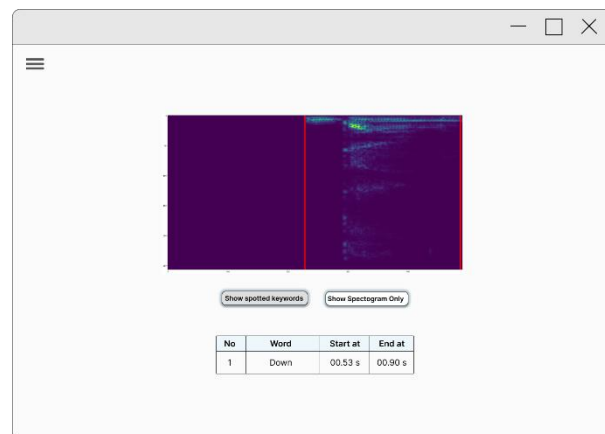 Show spotted keywords Show Spectogram Only
No Word Start at End at
1 Down 00.53 s 00.90 s